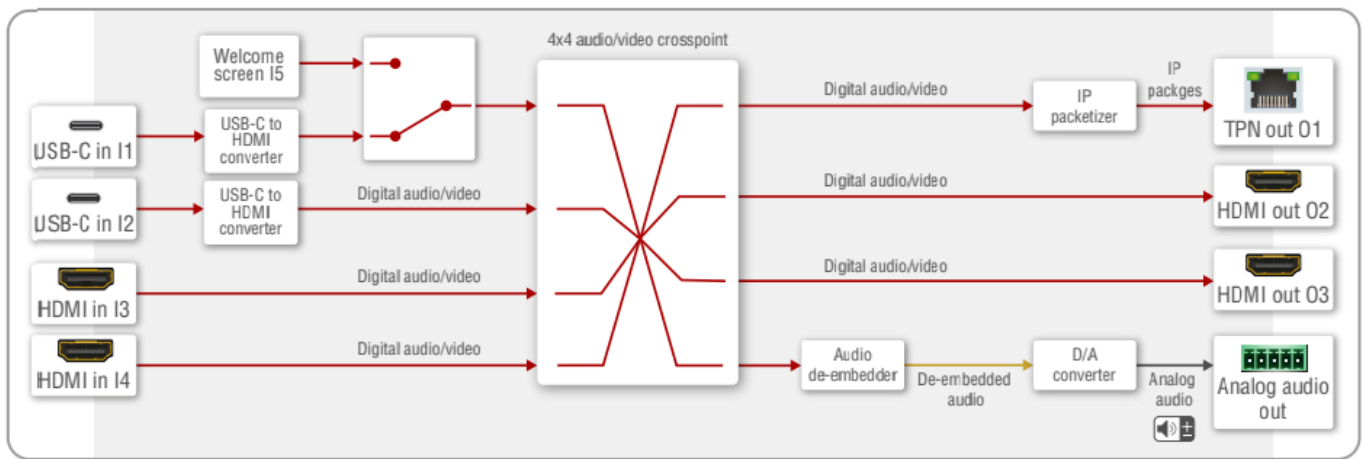 4x4 audio/video crosspoint
Welcome
screen I5
USB-C in I1
USB-C to
HDMI
converter
USB-C in I2
USB-C to
HDMI
converter
Digital audio/video
HDMI in I3
Digital audio/video
HDMI in I4
Digital audio/video
Digital audio/video
IP
packetizer
IP
packges
TPN out O1
Digital audio/video
HDMI out O2
Digital audio/video
HDMI out O3
Audio
de-embedder
De-embedded
audio
D/A
converter
Analog
audio
Analog audio
out